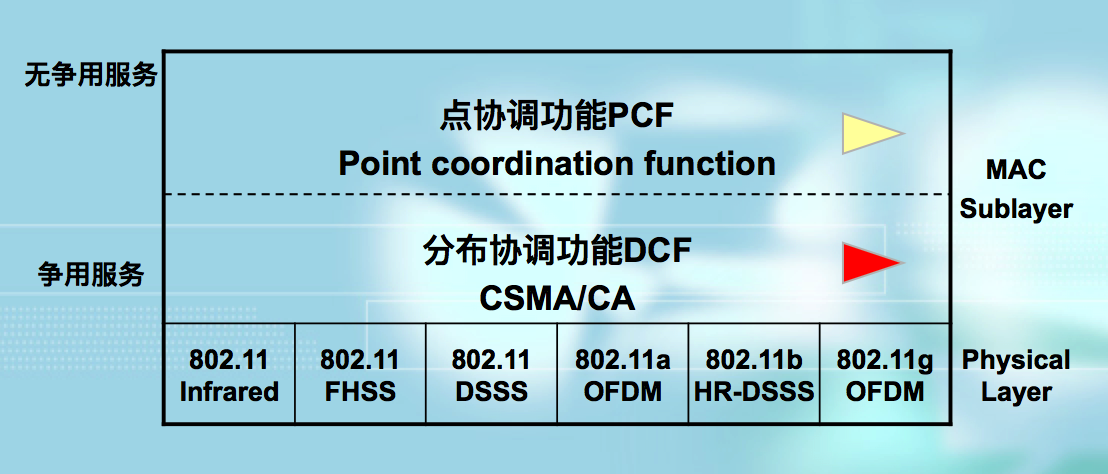 无争用服务
点协调功能PCF
Point coordination function
MAC
Sublayer
争用服务
分布协调功能DCF
CSMA/CA
802.11
Infrared
802.11
FHSS
802.11
DSSS
802.11a
OFDM
802.11b
HR-DSSS
802.11g
OFDM
Physical
Layer